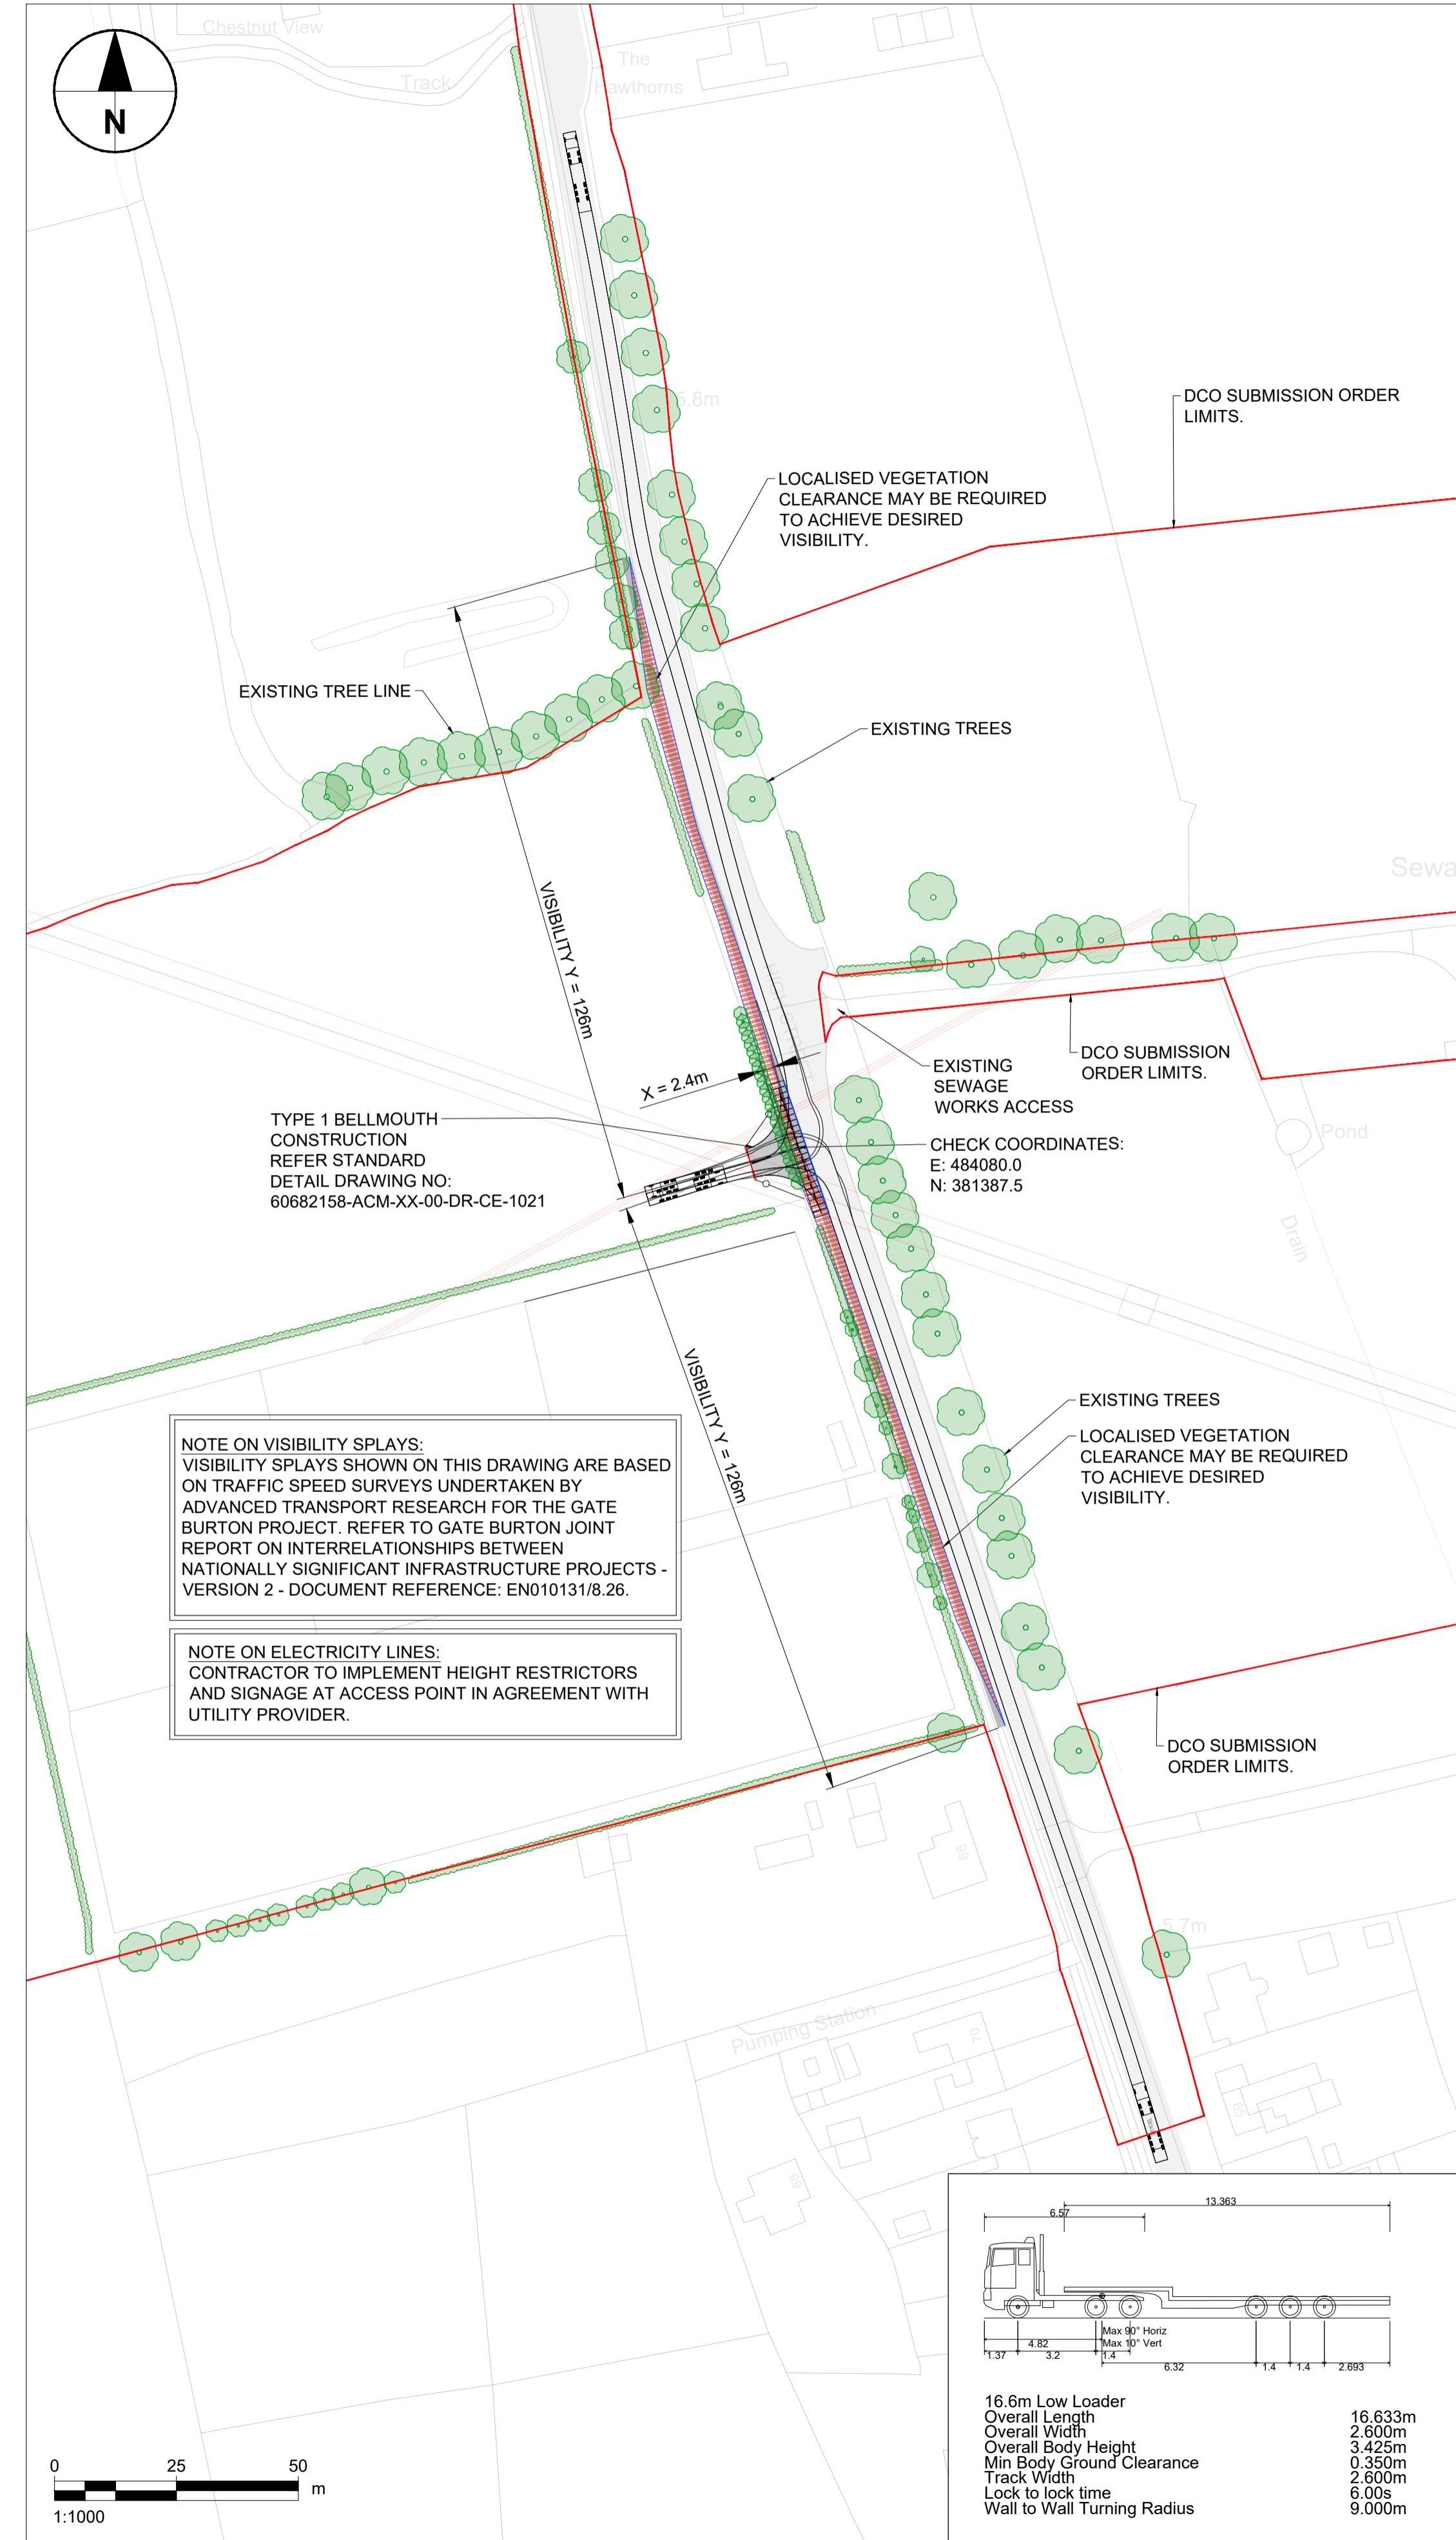 Chestnut View
Track
The
Hawthorns
N
5.8m
DCO SUBMISSION ORDER
LIMITS.
LOCALISED VEGETATION
CLEARANCE MAY BE REQUIRED
TO ACHIEVE DESIRED
VISIBILITY.
EXISTING TREE LINE
EXISTING TREES
Sewa
VISIBILITY Y = 126m
X = 2.4m
EXISTING
SEWAGE
WORKS ACCESS
DCO SUBMISSION
ORDER LIMITS.
TYPE 1 BELLMOUTH
CONSTRUCTION
REFER STANDARD
DETAIL DRAWING NO:
60682158-ACM-XX-00-DR-CE-1021
CHECK COORDINATES:
E: 484080.0
N: 381387.5
Pond
Drain
VISIBILITY Y = 126m
EXISTING TREES
LOCALISED VEGETATION
CLEARANCE MAY BE REQUIRED
TO ACHIEVE DESIRED
VISIBILITY.
NOTE ON VISIBILITY SPLAYS:
VISIBILITY SPLAYS SHOWN ON THIS DRAWING ARE BASED
ON TRAFFIC SPEED SURVEYS UNDERTAKEN BY
ADVANCED TRANSPORT RESEARCH FOR THE GATE
BURTON PROJECT. REFER TO GATE BURTON JOINT
REPORT ON INTERRELATIONSHIPS BETWEEN
NATIONALLY SIGNIFICANT INFRASTRUCTURE PROJECTS -
VERSION 2 - DOCUMENT REFERENCE: EN010131/8.26.
NOTE ON ELECTRICITY LINES:
CONTRACTOR TO IMPLEMENT HEIGHT RESTRICTORS
AND SIGNAGE AT ACCESS POINT IN AGREEMENT WITH
UTILITY PROVIDER.
DCO SUBMISSION
ORDER LIMITS.
5.7m
Pumping Station
70
13.363
6.57
Max 90° Horiz
Max 10° Vert
4.82
1.37
3.2
1.4
6.32
1.4
1.4
2.693
16.6m Low Loader
Overall Length 16.633m
Overall Width 2.600m
Overall Body Height 3.425m
Min Body Ground Clearance 0.350m
Track Width 2.600m
Lock to lock time 6.00s
Wall to Wall Turning Radius 9.000m
0 25 50
m
1:1000